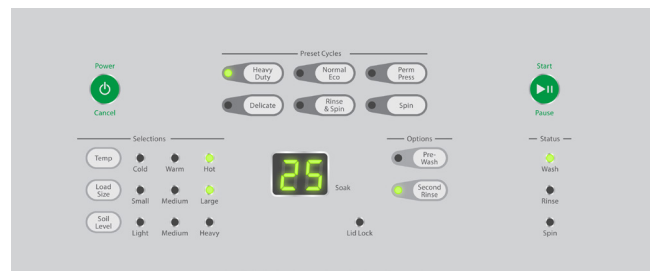 Preset Cycles
Power
Cancel
Heavy
Duty
Normal
Eco
Perm
Press
Delicate
Rinse
& Spin
Spin
Start
Pause
Selections
Temp
Cold
Warm
Hot
Load
Size
Small
Medium
Large
Soil
Level
Light
Medium
Heavy
25
Soak
Lid Lock
Options
Pre-
Wash
Second
Rinse
Status
Wash
Rinse
Spin